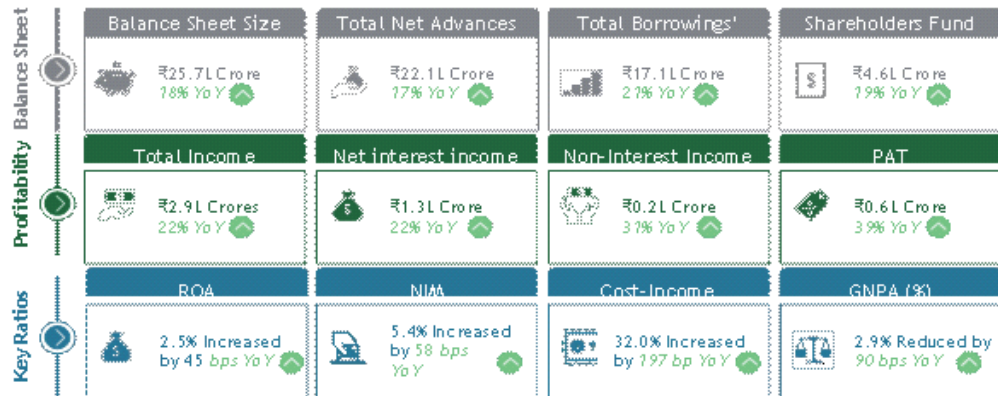 Balance Sheet
Balance Sheet Size
₹25.7L Crore
18% YoY
Total Net Advances
₹22.1L Crore
17% YoY
Total Borrowings'
₹17.1L Crore
21% YoY
Shareholders Fund
₹4.6L Crore
19% YoY
Profitability
Total Income
₹2.9L Crores
22% YoY
Net interest income
₹1.3L Crore
22% YoY
Non-Interest Income
₹0.2L Crore
31% YoY
PAT
₹0.6L Crore
39% YoY
Key Ratios
ROA
2.5% Increased
by 45 bps YoY
NIM
5.4% Increased
by 58 bps
YoY
Cost-Income
32.0% Increased
by 197 bp YoY
GNPA (%)
2.9% Reduced by
90 bps YoY